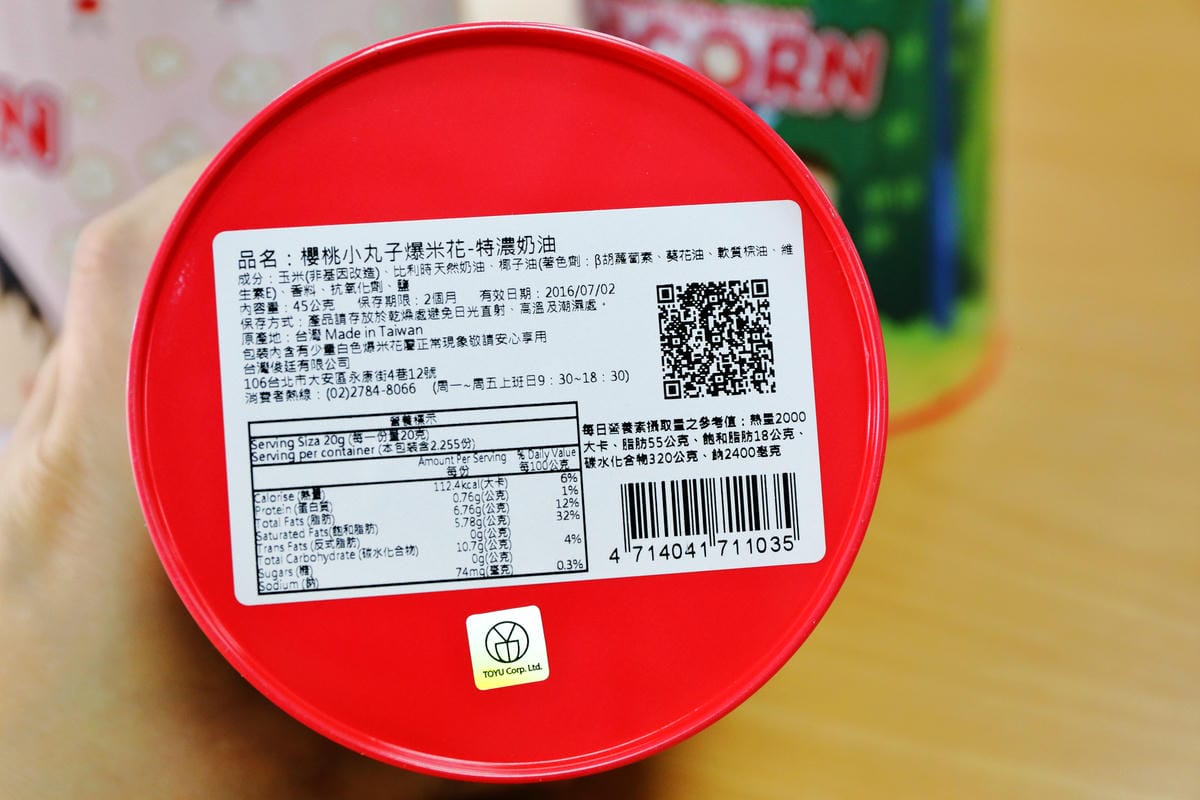 CORN
N
品名：櫻桃小丸子爆米花-特濃奶油
成分：玉米(非基因改造)、比利時天然奶油、椰子油(著色劑：β胡蘿蔔素、葵花油、軟質棕油、維
生素E)、香料、抗氧化劑、鹽
內容量：45公克 保存期限：2個月 有效日期：2016/07/02
保存方式：產品請存放於乾燥處避免日光直射、高溫及潮濕處。
原產地：台灣 Made in Taiwan
包裝內含有少量白色爆米花屬正常現象敬請安心享用
台灣俊廷有限公司
106台北市大安區永康街4巷12號
消費者熱線：(02)2784-8066 (周一~周五上班日9：30~18：30)
營養標示
Serving Siza 20g (每一份量20克)
Serving per container (本包裝含2.255份)
Amount Per Serving % Daily Value
每份 每100公克
Calorise (熱量) 112.4kcal(大卡) 6%
Protein (蛋白質) 0.76g(公克) 1%
Total Fats (脂肪) 6.76g(公克) 12%
Saturated Fats(飽和脂肪) 5.78g(公克) 32%
Trans Fats (反式脂肪) 0g(公克)
Total Carbohydrate (碳水化合物) 10.7g(公克) 4%
Sugars (糖) 0g(公克)
Sodium (鈉) 74mg(毫克) 0.3%
每日營養素攝取量之參考值：熱量2000
大卡、脂肪55公克、飽和脂肪18公克、
碳水化合物320公克、鈉2400毫克
4 714041 711035
TOYU Corp. Ltd.